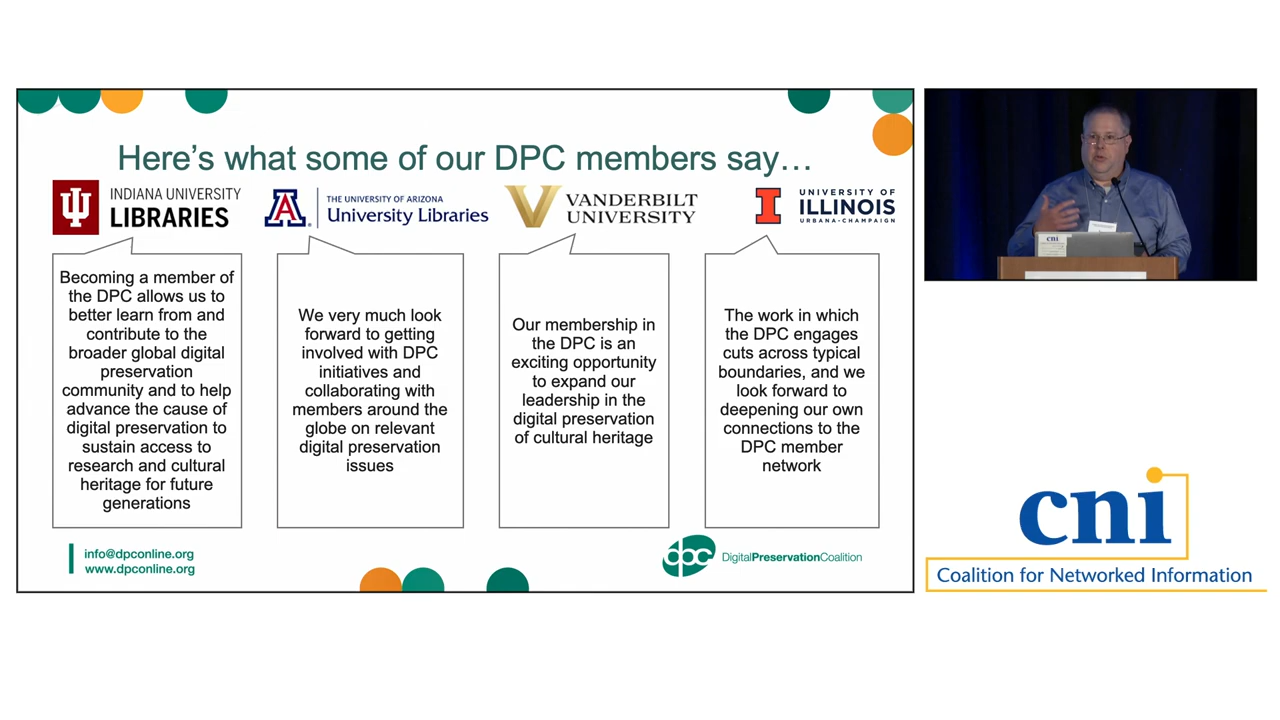 Here's what some of our DPC members say…
INDIANA UNIVERSITY
LIBRARIES
THE UNIVERSITY OF ARIZONA
University Libraries
VANDERBILT
UNIVERSITY
UNIVERSITY OF
ILLINOIS
URBANA-CHAMPAIGN
Becoming a member of
the DPC allows us to
better learn from and
contribute to the
broader global digital
preservation
community and to help
advance the cause of
digital preservation to
sustain access to
research and cultural
heritage for future
generations
We very much look
forward to getting
involved with DPC
initiatives and
collaborating with
members around the
globe on relevant
digital preservation
issues
Our membership in
the DPC is an
exciting opportunity
to expand our
leadership in the
digital preservation
of cultural heritage
The work in which
the DPC engages
cuts across typical
boundaries, and we
look forward to
deepening our own
connections to the
DPC member
network
info@dpconline.org
www.dpconline.org
dpc
DigitalPreservationCoalition
cni
cni
Coalition for Networked Information